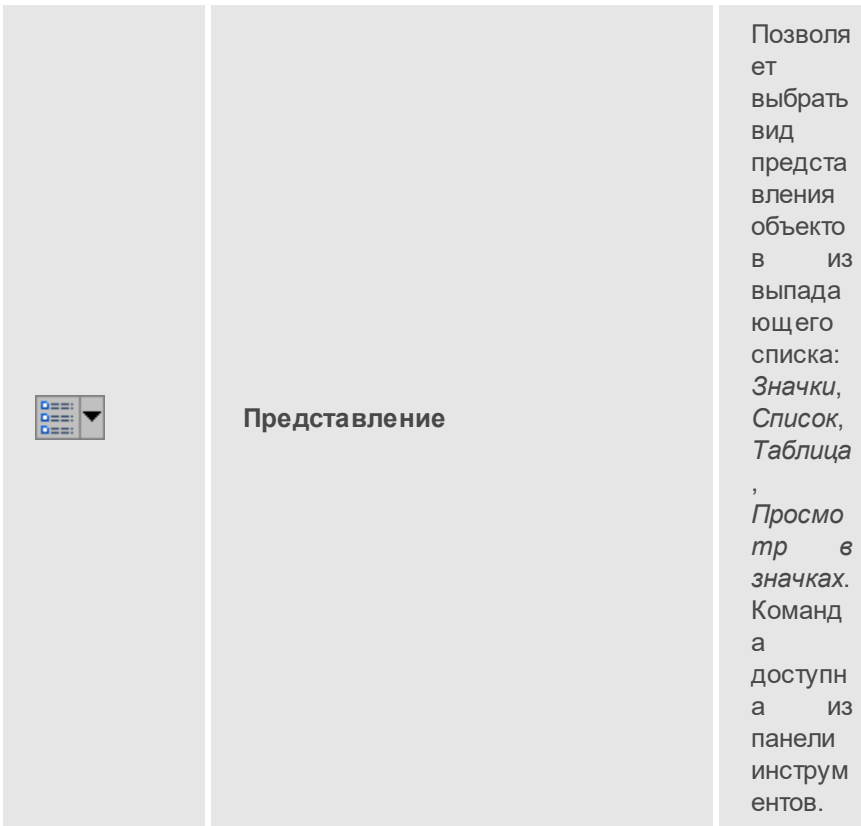 Представление
Позволя
ет
выбрать
вид
предста
вления
объекто
в из
выпада
ющего
списка:
Значки,
Список,
Таблица
,
Просмо
тр в
значках.
Команд
а
доступн
а из
панели
инструм
ентов.